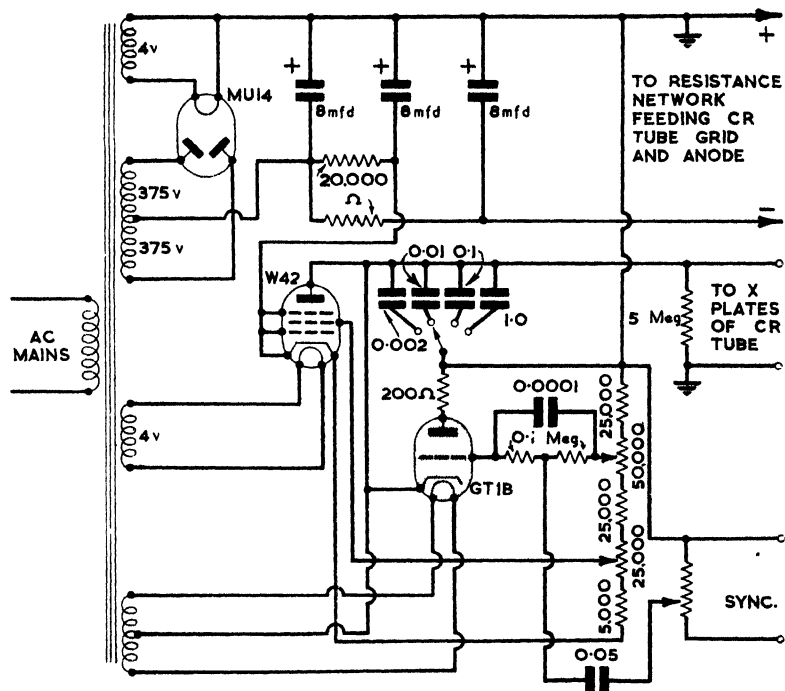 4v
MU14
+
8mfd
+
8mfd
+
8mfd
+
TO RESISTANCE
NETWORK
FEEDING CR
TUBE GRID
AND ANODE
375v
375v
20,000
Ω
−
W42
0·01
0·1
0·002
1·0
5 Meg
TO X
PLATES
OF CR
TUBE
AC
MAINS
4v
200Ω
0·0001
0·1 Meg
GT1B
25,000
50,000
25,000
25,000
5,000
SYNC.
0·05